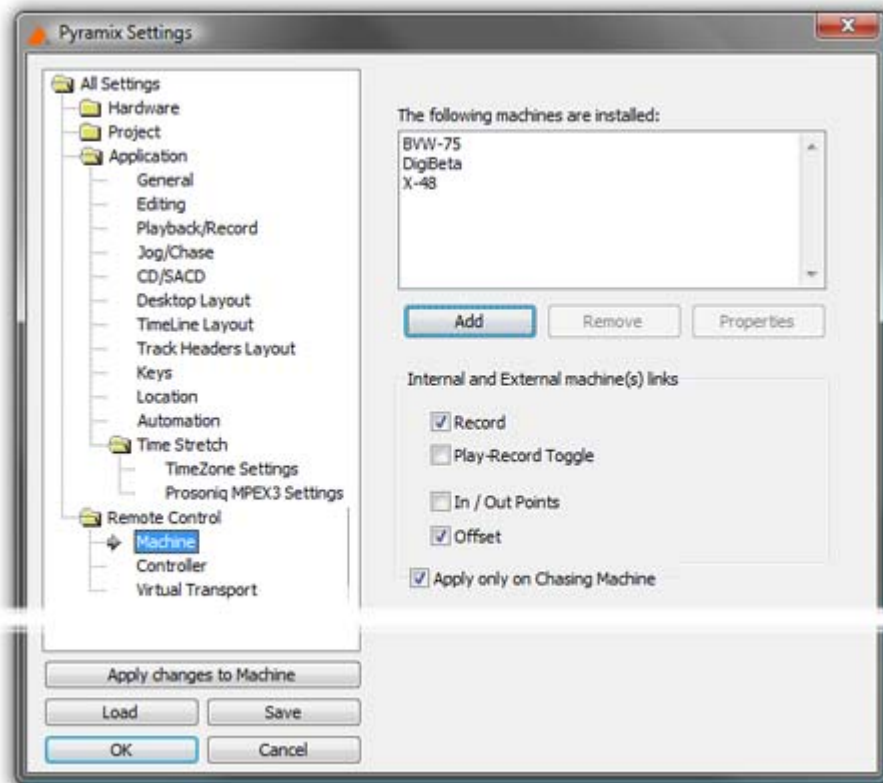 Pyramix Settings
All Settings
Hardware
Project
Application
General
Editing
Playback/Record
Jog/Chase
CD/SACD
Desktop Layout
TimeLine Layout
Track Headers Layout
Keys
Location
Automation
Time Stretch
TimeZone Settings
Prosoniq MPEX3 Settings
Remote Control
Machine
Controller
Virtual Transport
Apply changes to Machine
Load Save
OK Cancel
The following machines are installed:
BVW-75
DigiBeta
X-48
Add Remove Properties
Internal and External machine(s) links
Record
Play-Record Toggle
In / Out Points
Offset
Apply only on Chasing Machine